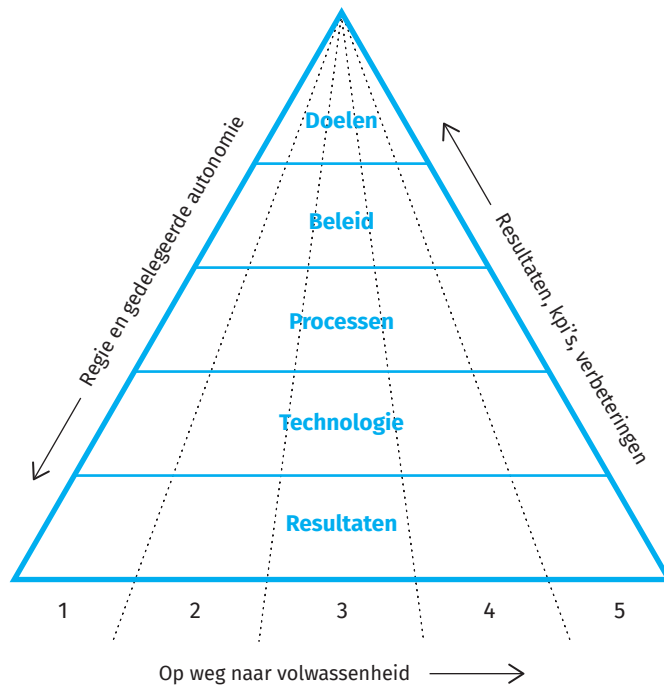 Doelen
Regie en gedelegeerde autonomie
Resultaten, kpi's, verbeteringen
Beleid
Processen
Technologie
Resultaten
1 2 3 4 5
Op weg naar volwassenheid